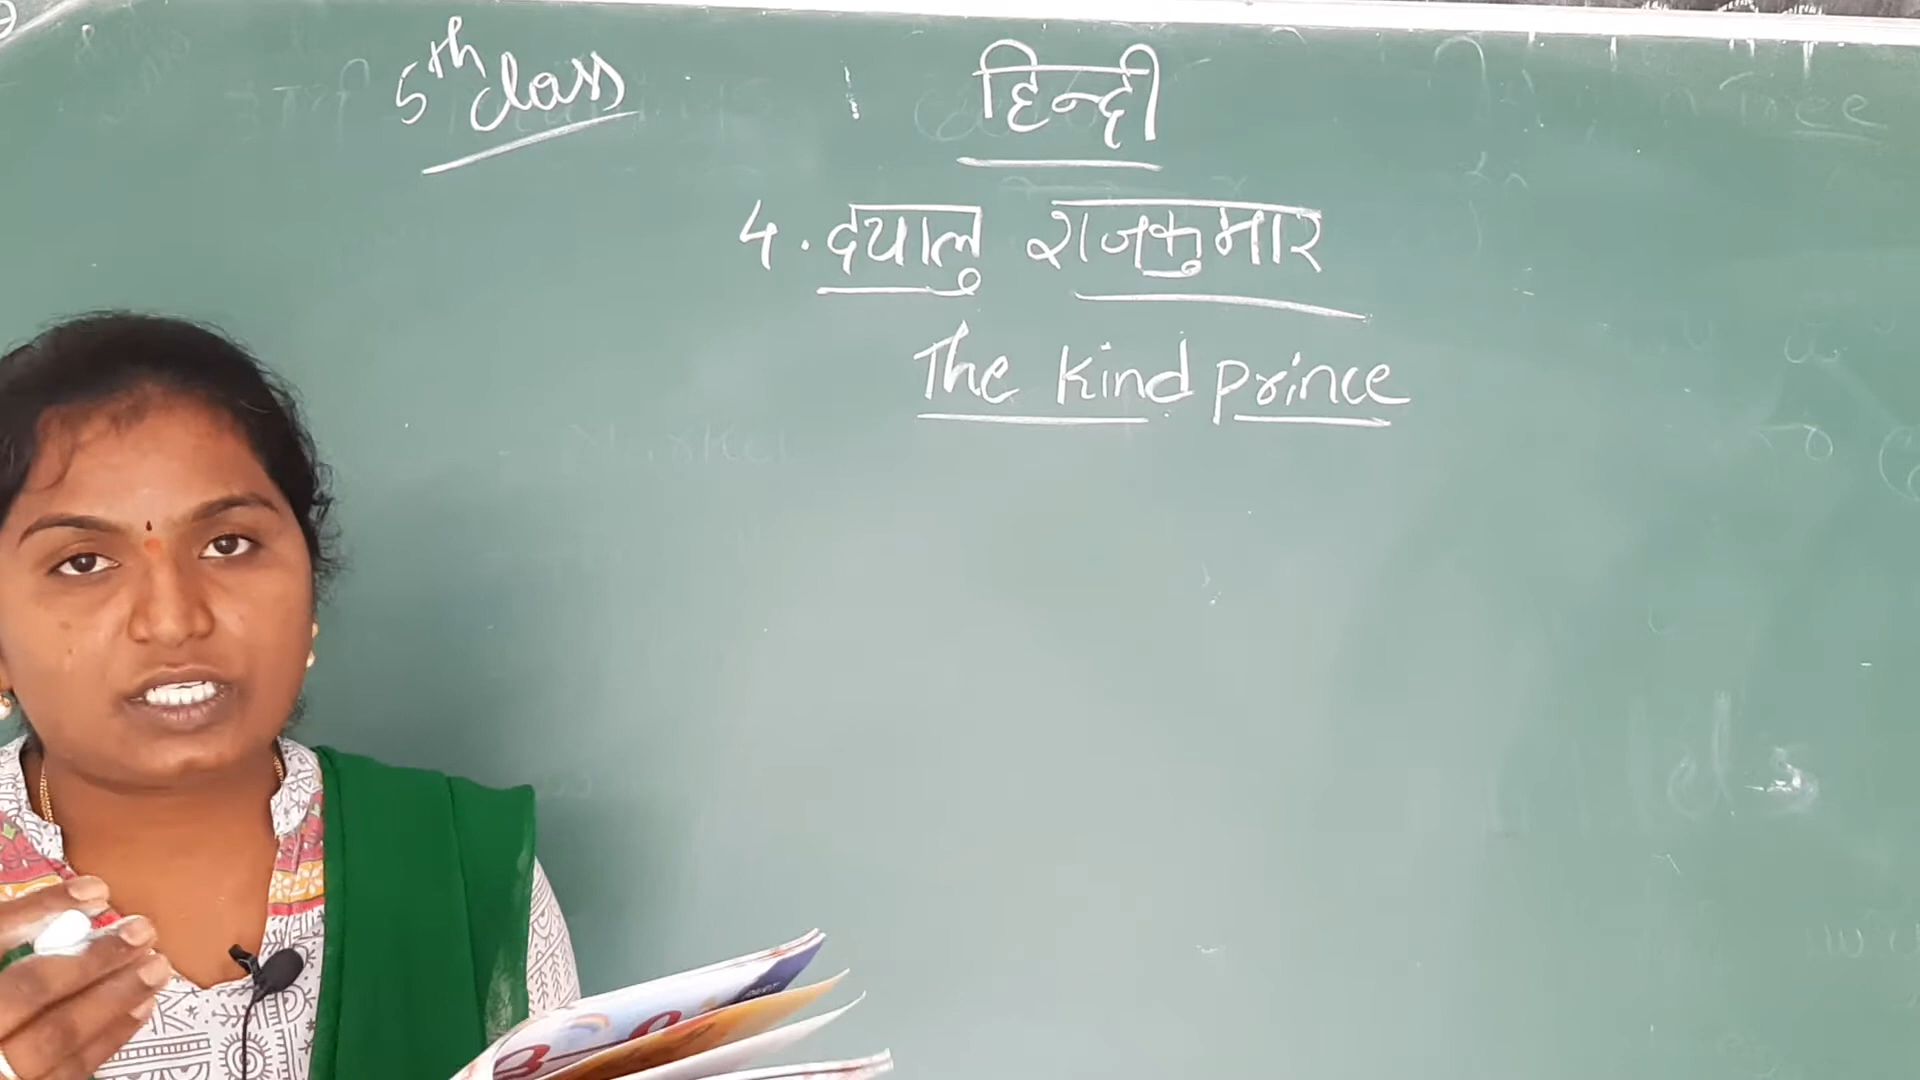 5th class हिन्दी
4. दयालु राजकुमार
The kind prince